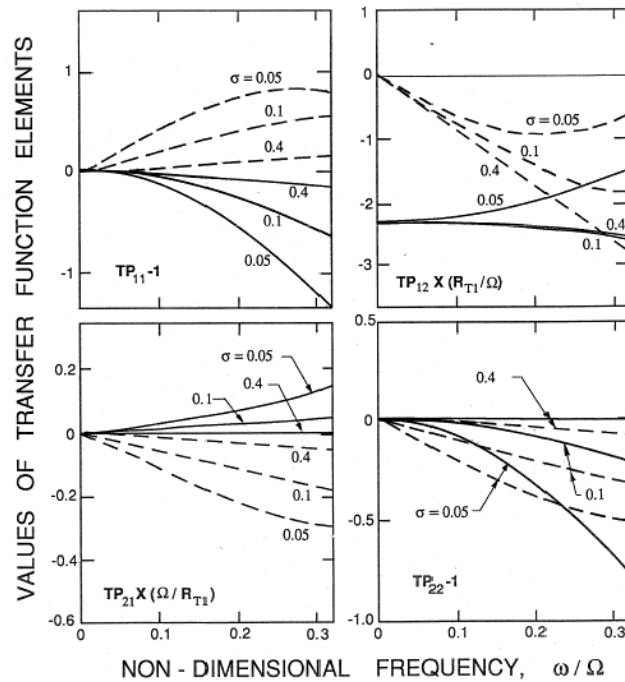 VALUES OF TRANSFER FUNCTION ELEMENTS
1
0
-1
σ = 0.05
0.1
0.4
0.4
0.1
0.05
TP₁₁-1
0
-1
-2
-3
σ = 0.05
0.1
0.4
0.05
0.4
0.1
TP₁₂ X (R_T1/Ω)
0.2
0
-0.2
-0.4
-0.6
σ = 0.05
0.4
0.1
0.4
0.1
0.05
TP₂₁ X (Ω/R_T1)
0 0.1 0.2 0.3
0.5
0
-0.5
-1.0
0.4
0.1
σ = 0.05
TP₂₂-1
0 0.1 0.2 0.3
NON - DIMENSIONAL FREQUENCY, ω/Ω